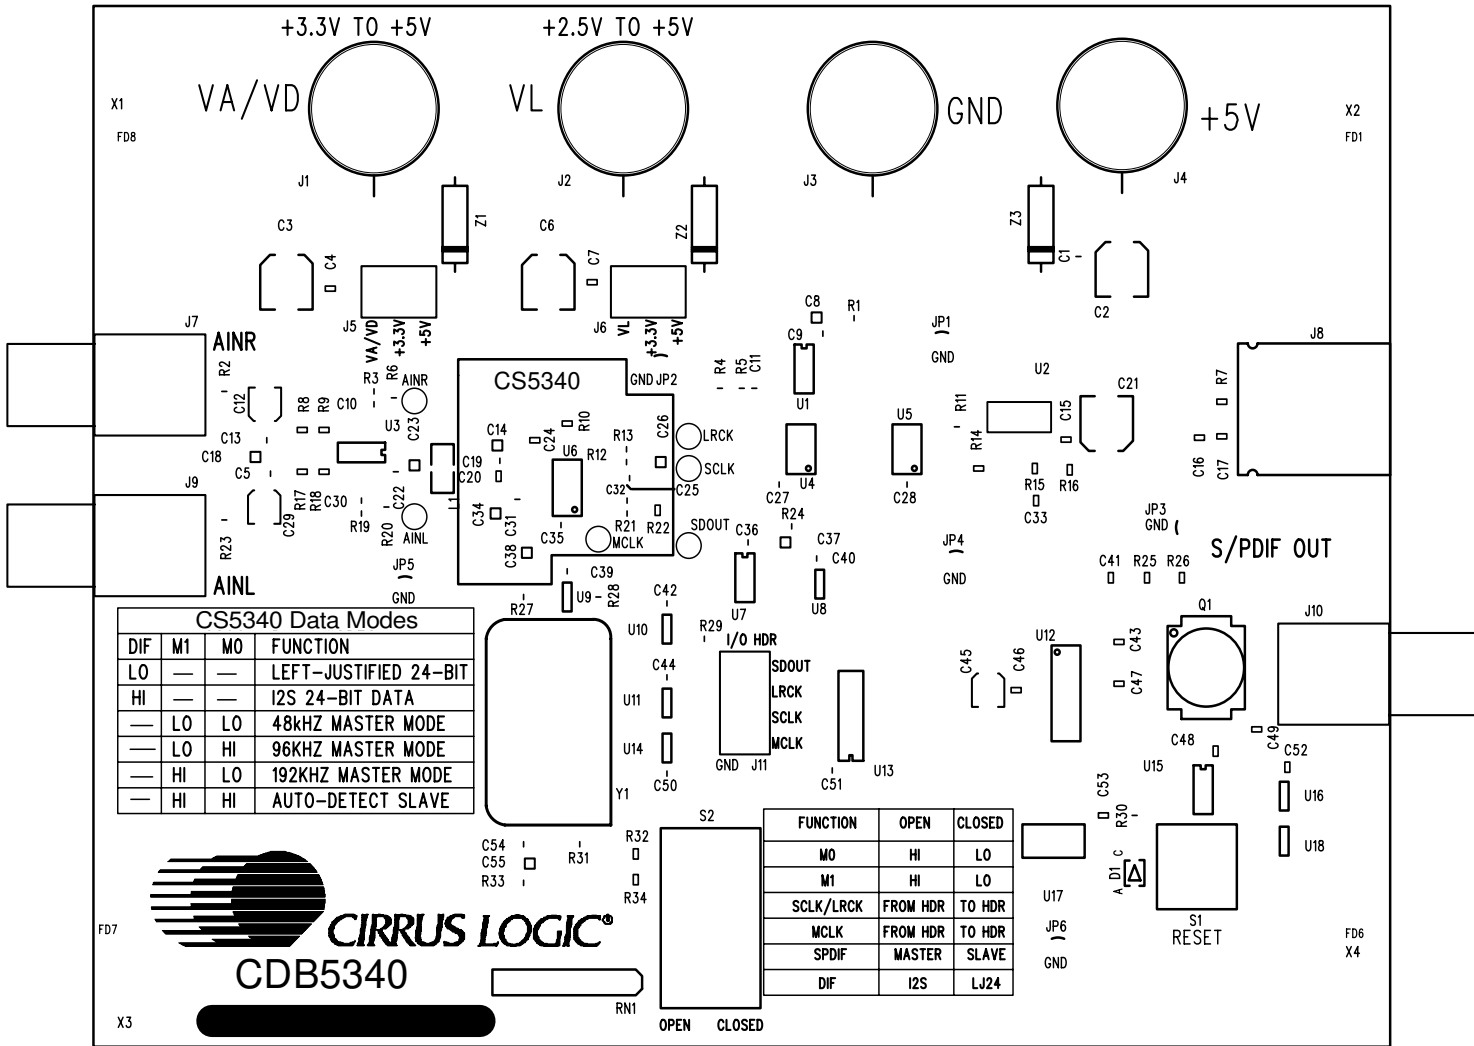 +3.3V TO +5V
+2.5V TO +5V
VA/VD
VL
GND
+5V
X1
FD8
X2
FD1
J1
J2
J3
J4
Z1
Z2
Z3
C3
C4
C6
C7
C1
C2
J5
VA/VD
+3.3V
+5V
J6
VL
+3.3V
+5V
C8
R1
C9
JP1
GND
J7
AINR
J8
R2
R3
R6
AINR
CS5340
GND JP2
R4
R5
C11
U1
U2
C21
R7
C12
R8
R9
C10
U3
C23
C14
C24
R10
C26
LRCK
U5
R11
C15
C13
C18
C5
C19
C20
U6
R12
R13
SCLK
U4
R14
C16
C17
J9
R17
R18
C30
C22
L1
C34
C31
C32
C25
C27
C28
R15
R16
C29
R19
R20
AINL
C35
R21
R22
SDOUT
R24
C33
JP3
GND
R23
MCLK
C38
C36
C37
JP4
S/PDIF OUT
AINL
JP5
GND
C39
C40
GND
C41
R25
R26
R27
U9
R28
C42
U7
U8
Q1
J10
CS5340 Data Modes
DIF M1 M0 FUNCTION
LO — — LEFT-JUSTIFIED 24-BIT
HI — — I2S 24-BIT DATA
— LO LO 48kHZ MASTER MODE
— LO HI 96KHZ MASTER MODE
— HI LO 192KHZ MASTER MODE
— HI HI AUTO-DETECT SLAVE
U10
R29
I/O HDR
U12
C43
C44
SDOUT
LRCK
SCLK
MCLK
C45
C46
C47
U11
U14
GND
J11
C50
C51
U13
C48
C49
C52
Y1
U15
U16
S2
C53
R30
U18
FUNCTION OPEN CLOSED
M0 HI LO
M1 HI LO
SCLK/LRCK FROM HDR TO HDR
MCLK FROM HDR TO HDR
SPDIF MASTER SLAVE
DIF I2S LJ24
C54
C55
R33
R31
R32
R34
A
D1
C
U17
S1
RESET
JP6
GND
FD7
CIRRUS LOGIC®
CDB5340
FD6
X4
RN1
X3
OPEN
CLOSED